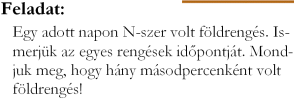 Feladat:
Egy adott napon N-szer volt földrengés. Is-
merjük az egyes rengések időpontját. Mond-
juk meg, hogy hány másodpercenként volt
földrengés!